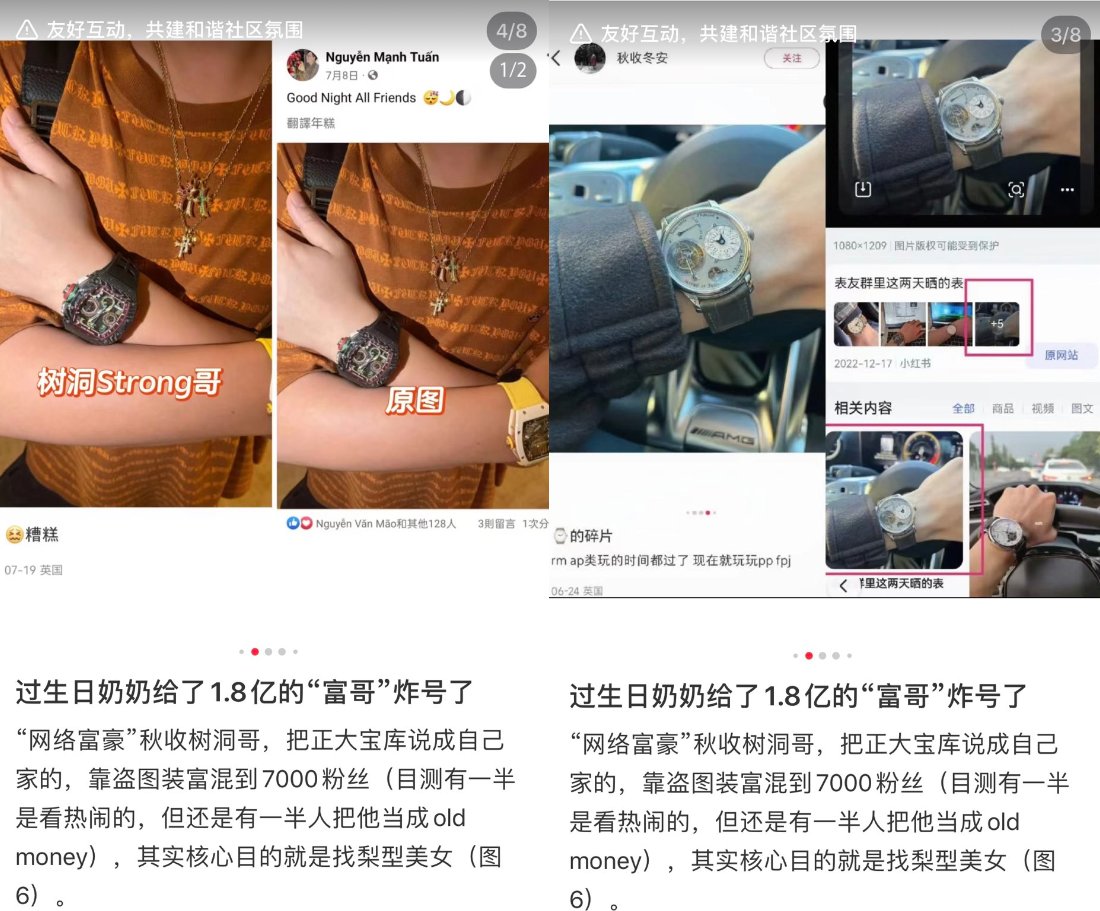 友好互动，共建和谐社区氛围
4/8
1/2
Nguyễn Mạnh Tuấn
7月8日
Good Night All Friends 😴🌙🌓
翻譯年糕
树洞Strong哥
原图
Nguyễn Văn Mão和其他128人
3則留言 1次分
😖糟糕
07-19 英国
过生日奶奶给了1.8亿的“富哥”炸号了
“网络富豪”秋收树洞哥，把正大宝库说成自己
家的，靠盗图装富混到7000粉丝（目测有一半
是看热闹的，但还是有一半人把他当成old
money），其实核心目的就是找梨型美女（图
6）。
友好互动，共建和谐社区氛围
3/8
秋收冬安
关注
AMG
⌚的碎片
rm ap类玩的时间都过了 现在就玩玩pp fpj
06-24 英国
1080×1209 图片版权可能受到保护
表友群里这两天晒的表
+5
2022-12-17 小红书
原网站
相关内容
全部 商品 视频 图文
群里这两天晒的表
过生日奶奶给了1.8亿的“富哥”炸号了
“网络富豪”秋收树洞哥，把正大宝库说成自己
家的，靠盗图装富混到7000粉丝（目测有一半
是看热闹的，但还是有一半人把他当成old
money），其实核心目的就是找梨型美女（图
6）。